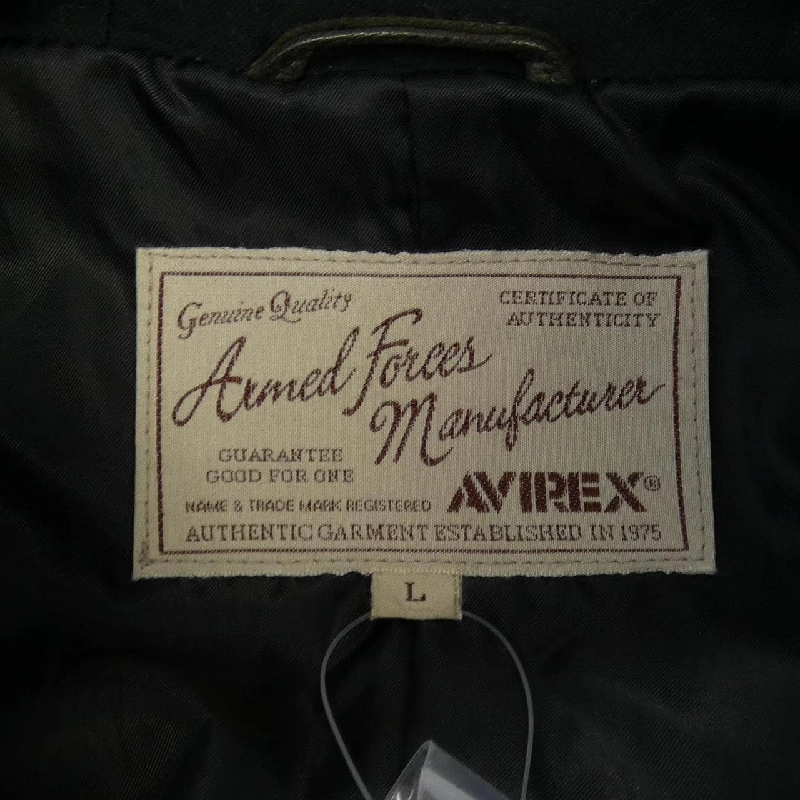 Genuine Quality
CERTIFICATE OF
AUTHENTICITY
Armed Forces
Manufacturer
GUARANTEE
GOOD FOR ONE
NAME & TRADE MARK REGISTERED
AVIREX®
AUTHENTIC GARMENT ESTABLISHED IN 1975
L